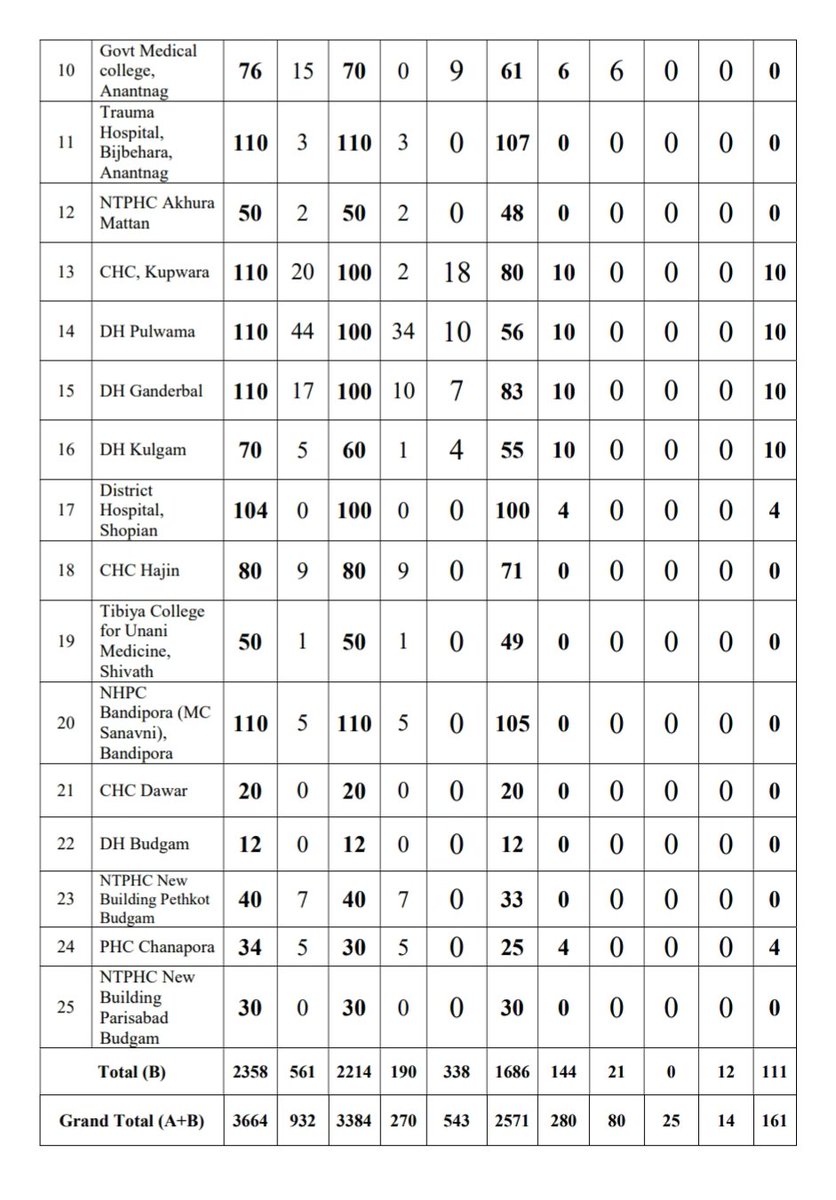 10 Govt Medical college, Anantnag 76 15 70 0 9 61 6 6 0 0 0
11 Trauma Hospital, Bijbehara, Anantnag 110 3 110 3 0 107 0 0 0 0 0
12 NTPHC Akhura Mattan 50 2 50 2 0 48 0 0 0 0 0
13 CHC, Kupwara 110 20 100 2 18 80 10 0 0 0 10
14 DH Pulwama 110 44 100 34 10 56 10 0 0 0 10
15 DH Ganderbal 110 17 100 10 7 83 10 0 0 0 10
16 DH Kulgam 70 5 60 1 4 55 10 0 0 0 10
17 District Hospital, Shopian 104 0 100 0 0 100 4 0 0 0 4
18 CHC Hajin 80 9 80 9 0 71 0 0 0 0 0
19 Tibiya College for Unani Medicine, Shivath 50 1 50 1 0 49 0 0 0 0 0
20 NHPC Bandipora (MC Sanavni), Bandipora 110 5 110 5 0 105 0 0 0 0 0
21 CHC Dawar 20 0 20 0 0 20 0 0 0 0 0
22 DH Budgam 12 0 12 0 0 12 0 0 0 0 0
23 NTPHC New Building Pethkot Budgam 40 7 40 7 0 33 0 0 0 0 0
24 PHC Chanapora 34 5 30 5 0 25 4 0 0 0 4
25 NTPHC New Building Parisabad Budgam 30 0 30 0 0 30 0 0 0 0 0
Total (B) 2358 561 2214 190 338 1686 144 21 0 12 111
Grand Total (A+B) 3664 932 3384 270 543 2571 280 80 25 14 161